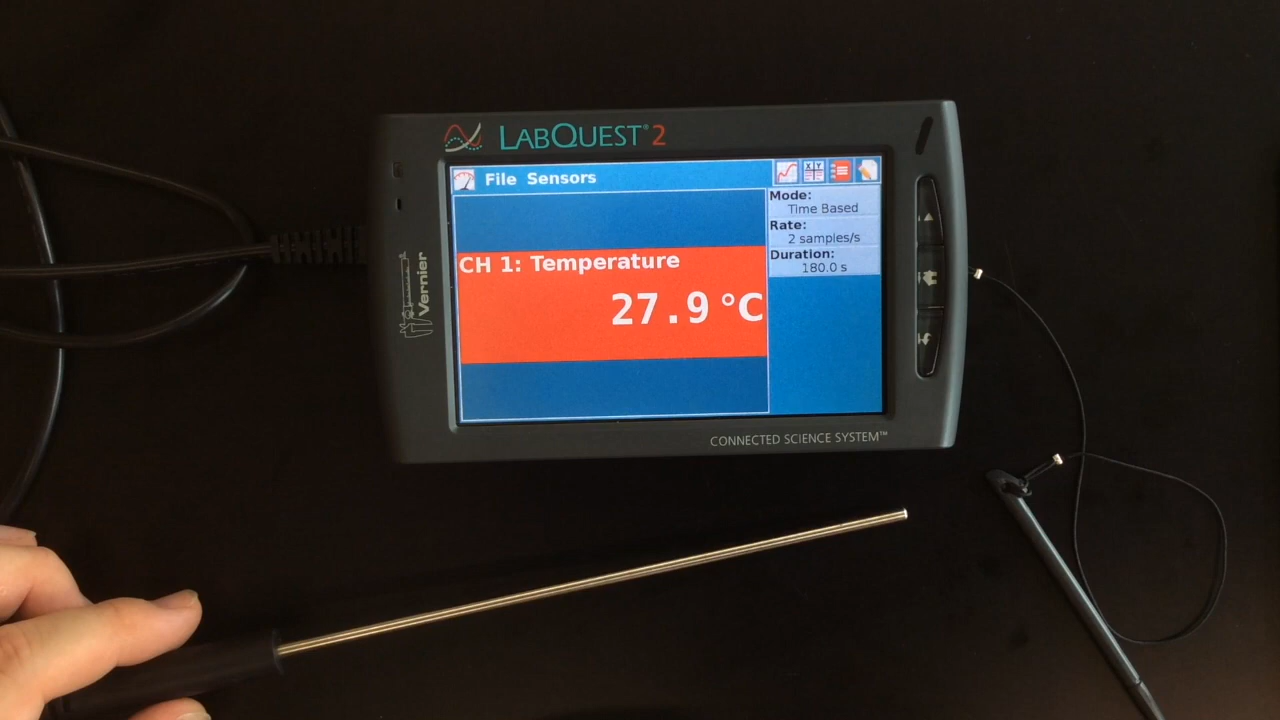 LABQUEST® 2
File Sensors
X Y
Mode:
Time Based
Rate:
2 samples/s
Duration:
180.0 s
CH 1: Temperature
27.9 °C
Vernier
CONNECTED SCIENCE SYSTEM™